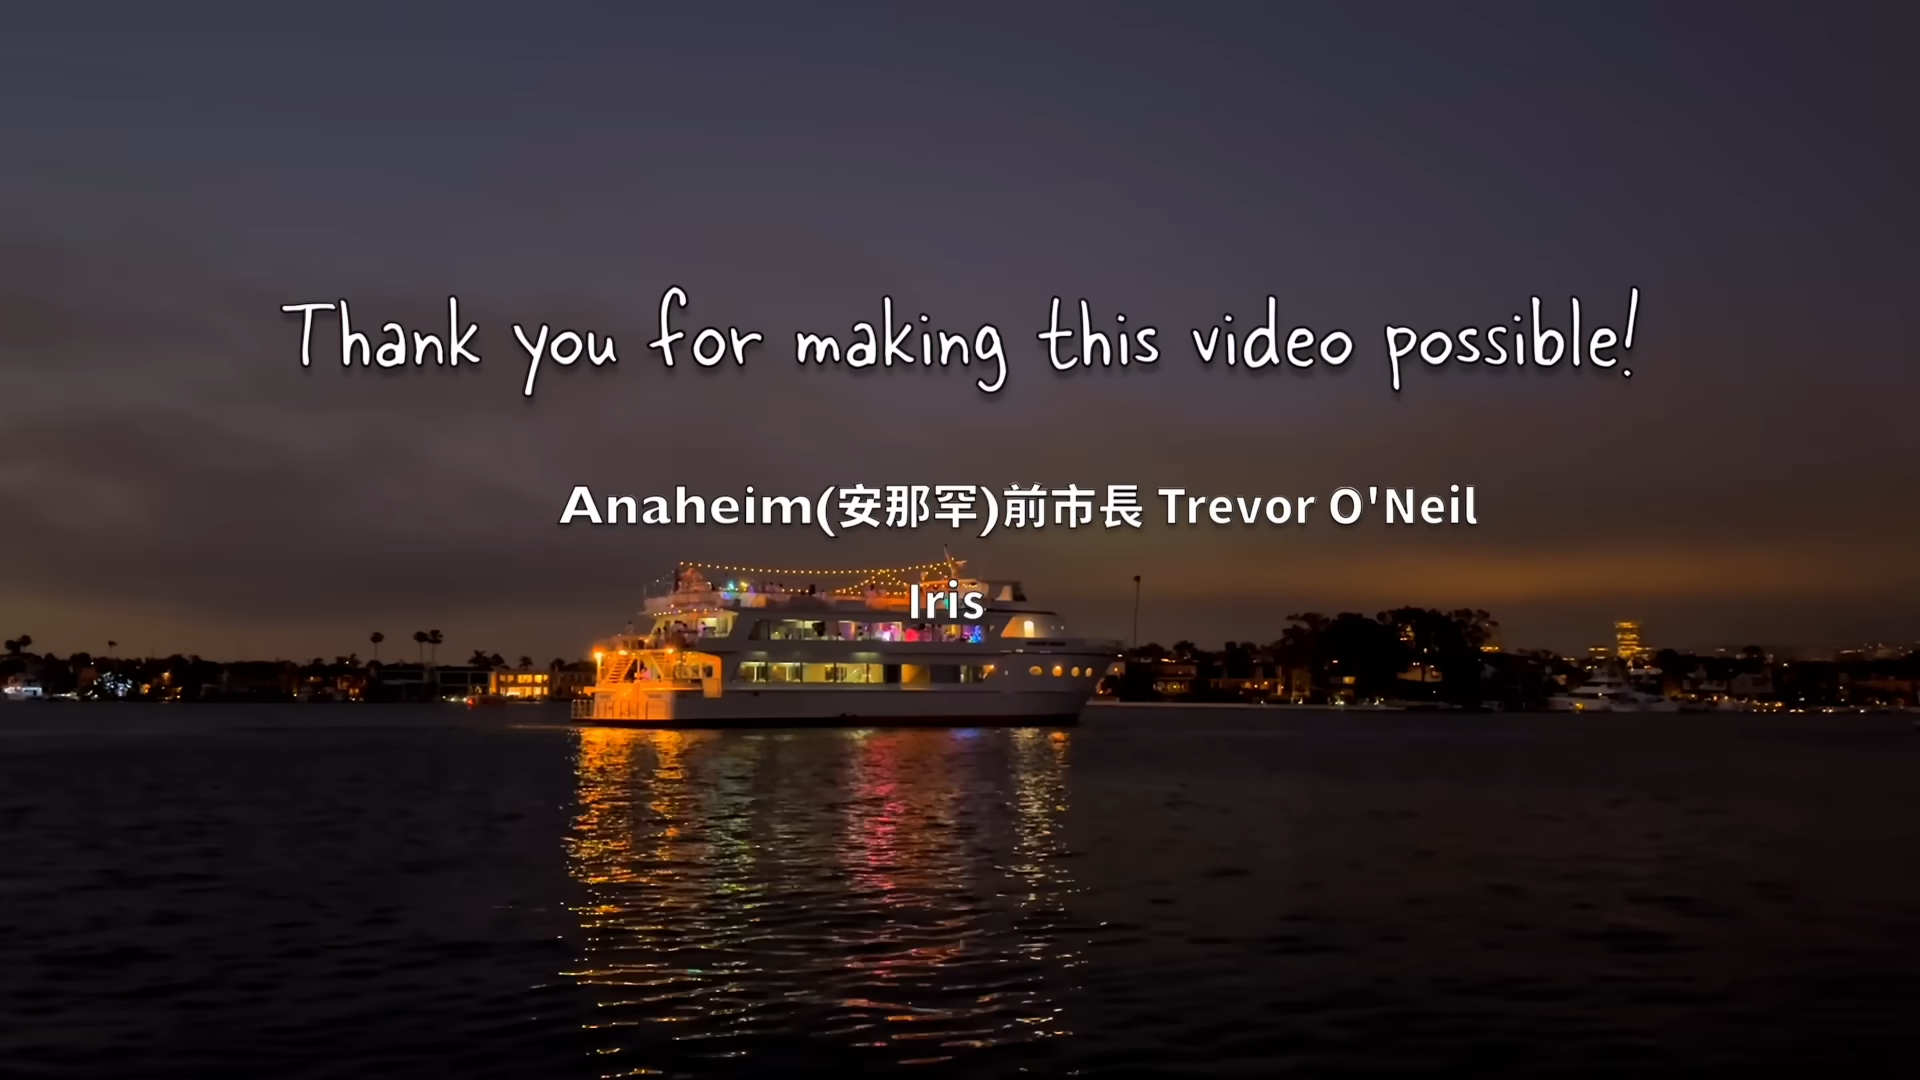 Thank you for making this video possible!
Anaheim(安那罕)前市長 Trevor O'Neil
Iris